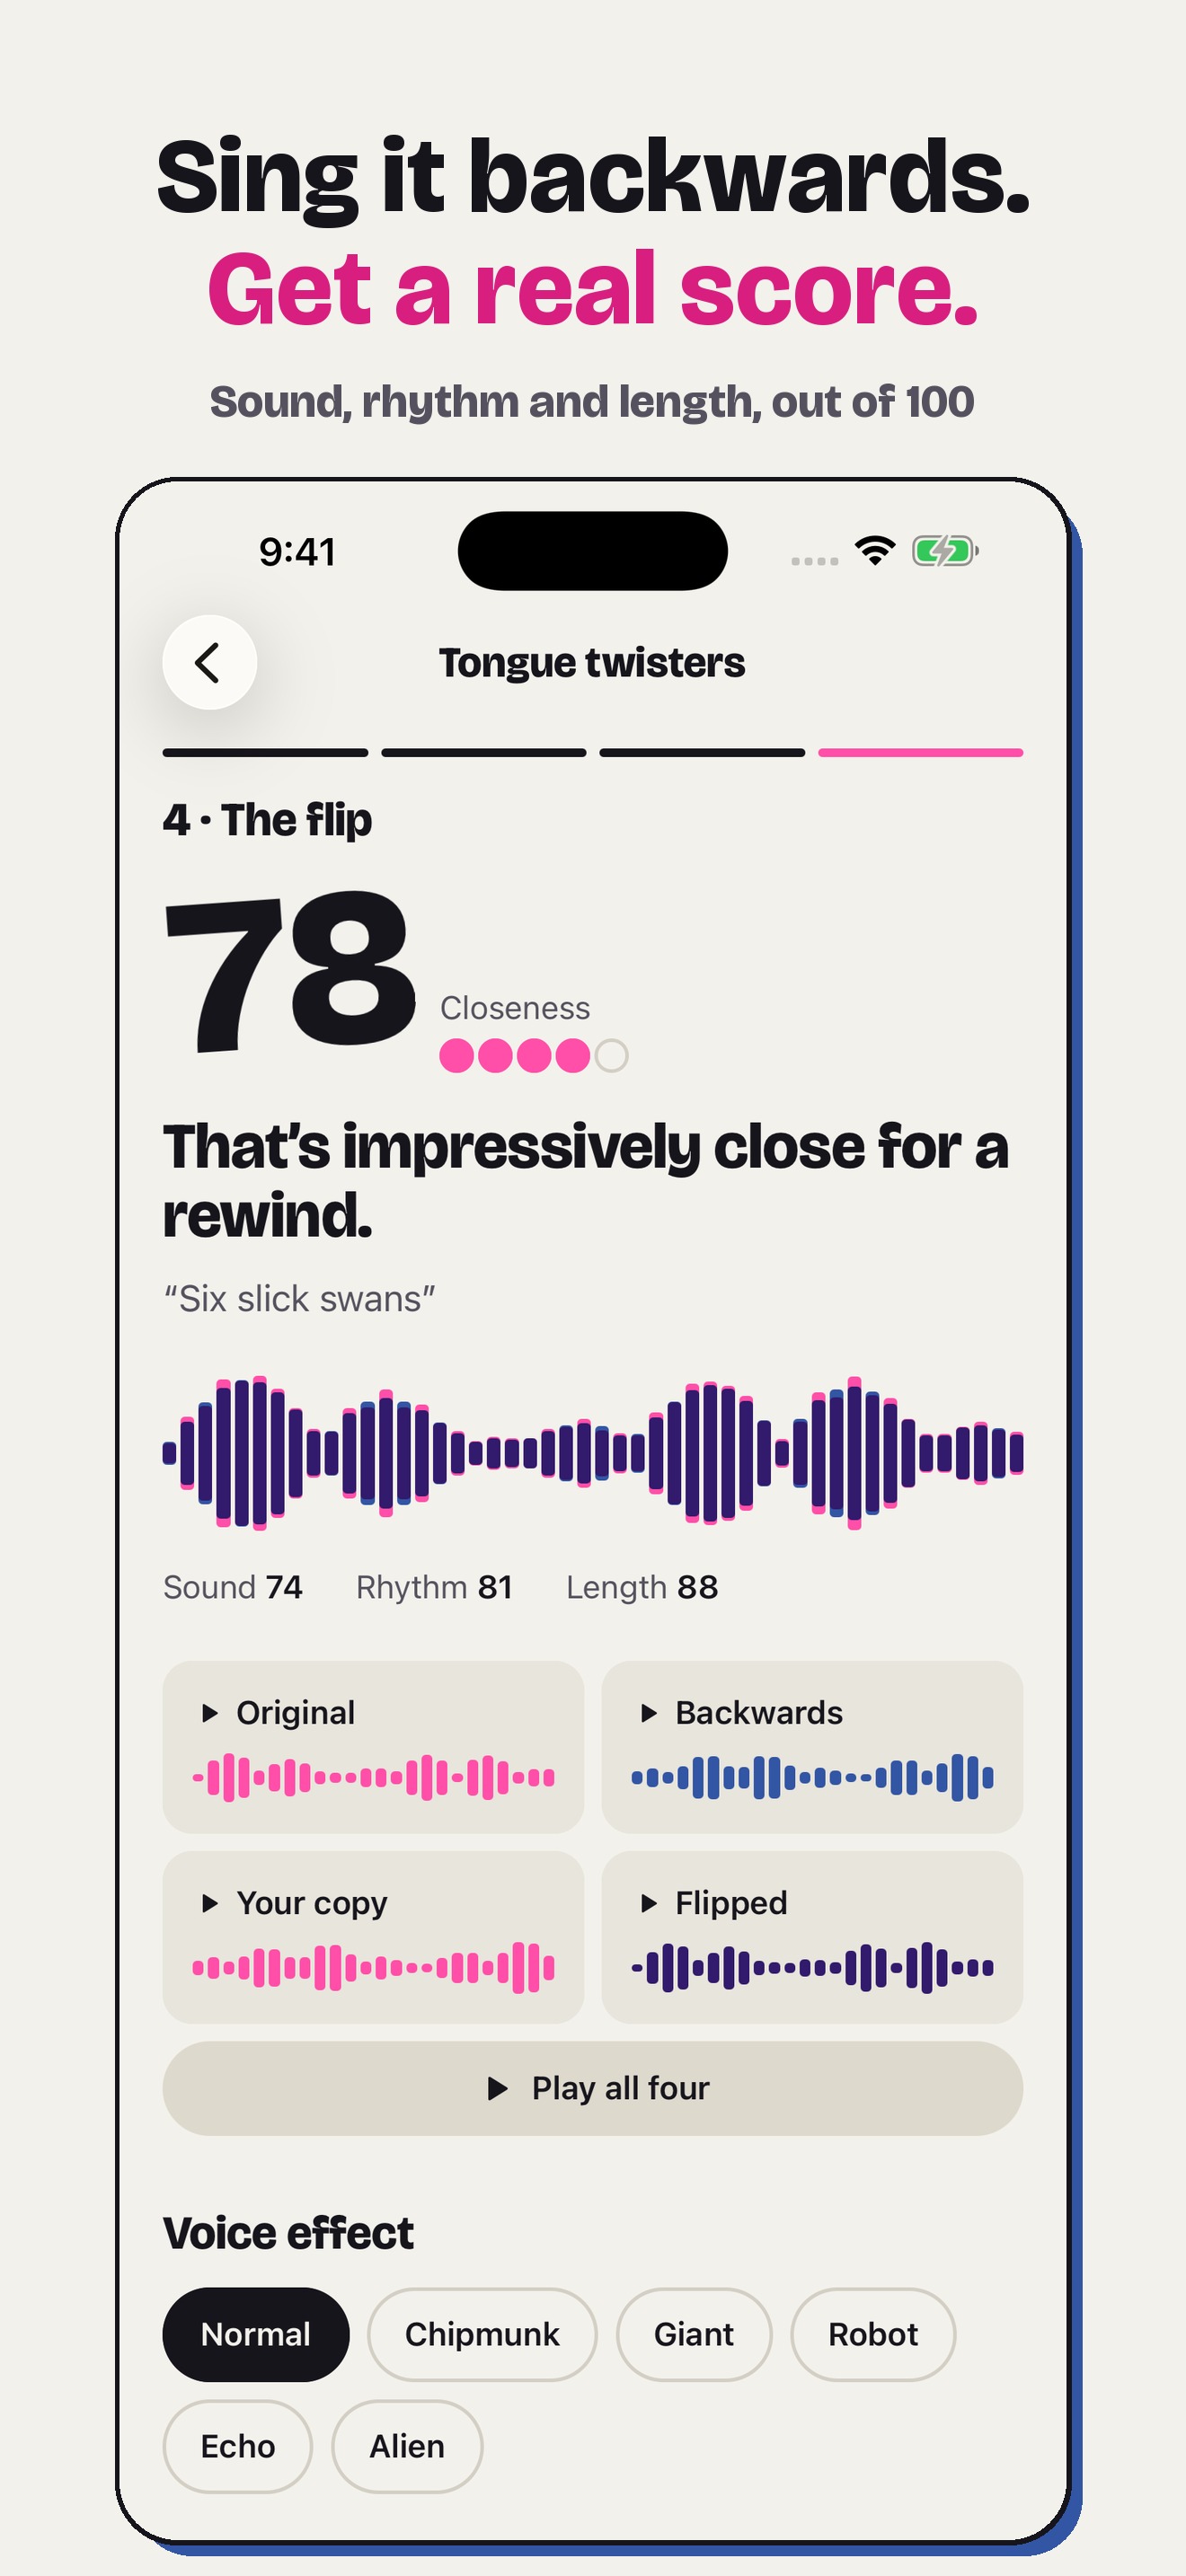 Sing it backwards.
Get a real score.
Sound, rhythm and length, out of 100
9:41
Tongue twisters
4 · The flip
78
Closeness
That’s impressively close for a
rewind.
“Six slick swans”
Sound 74 Rhythm 81 Length 88
Original
Backwards
Your copy
Flipped
Play all four
Voice effect
Normal
Chipmunk
Giant
Robot
Echo
Alien